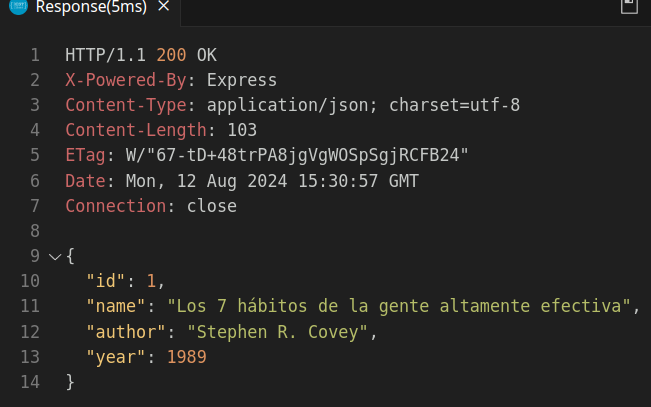 Response(5ms) ×
1 HTTP/1.1 200 OK
2 X-Powered-By: Express
3 Content-Type: application/json; charset=utf-8
4 Content-Length: 103
5 ETag: W/"67-tD+48trPA8jgVgWOSpSgjRCFB24"
6 Date: Mon, 12 Aug 2024 15:30:57 GMT
7 Connection: close
8
9 {
10 "id": 1,
11 "name": "Los 7 hábitos de la gente altamente efectiva",
12 "author": "Stephen R. Covey",
13 "year": 1989
14 }